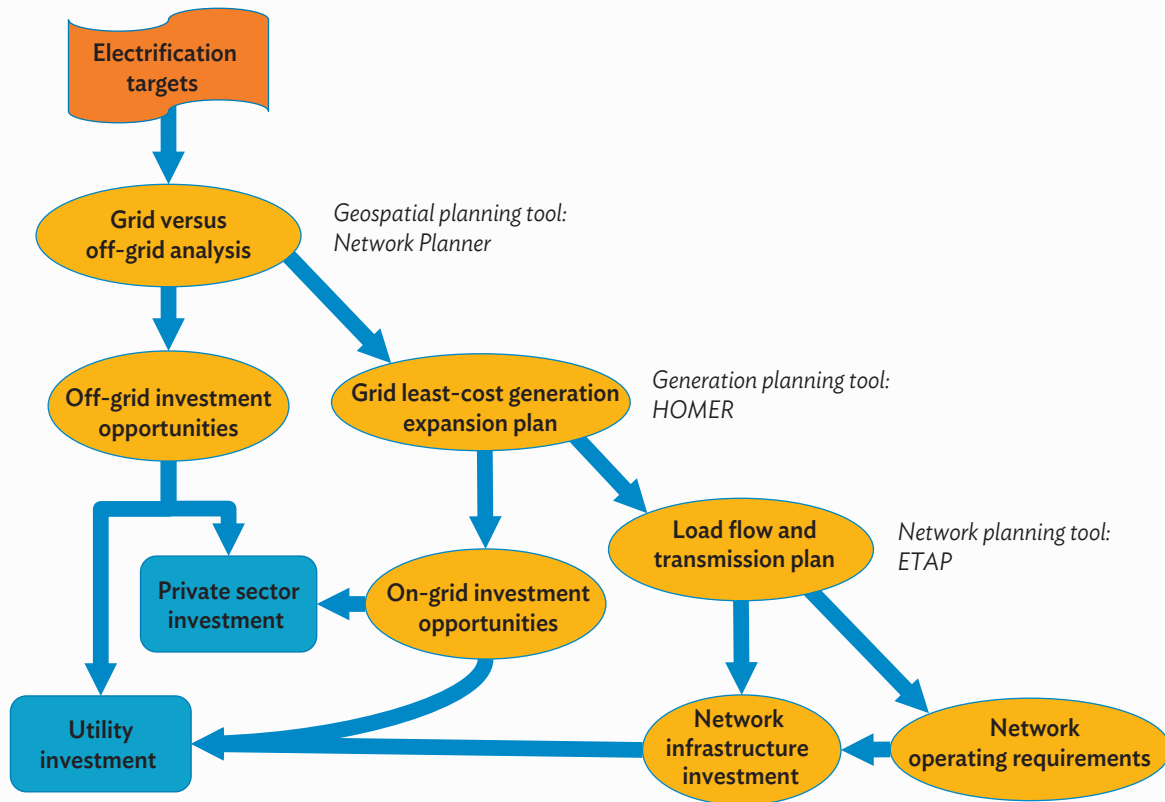 Electrification
targets
Grid versus
off-grid analysis
Geospatial planning tool:
Network Planner
Off-grid investment
opportunities
Grid least-cost generation
expansion plan
Generation planning tool:
HOMER
Load flow and
transmission plan
Network planning tool:
ETAP
Private sector
investment
On-grid investment
opportunities
Utility
investment
Network
infrastructure
investment
Network
operating requirements